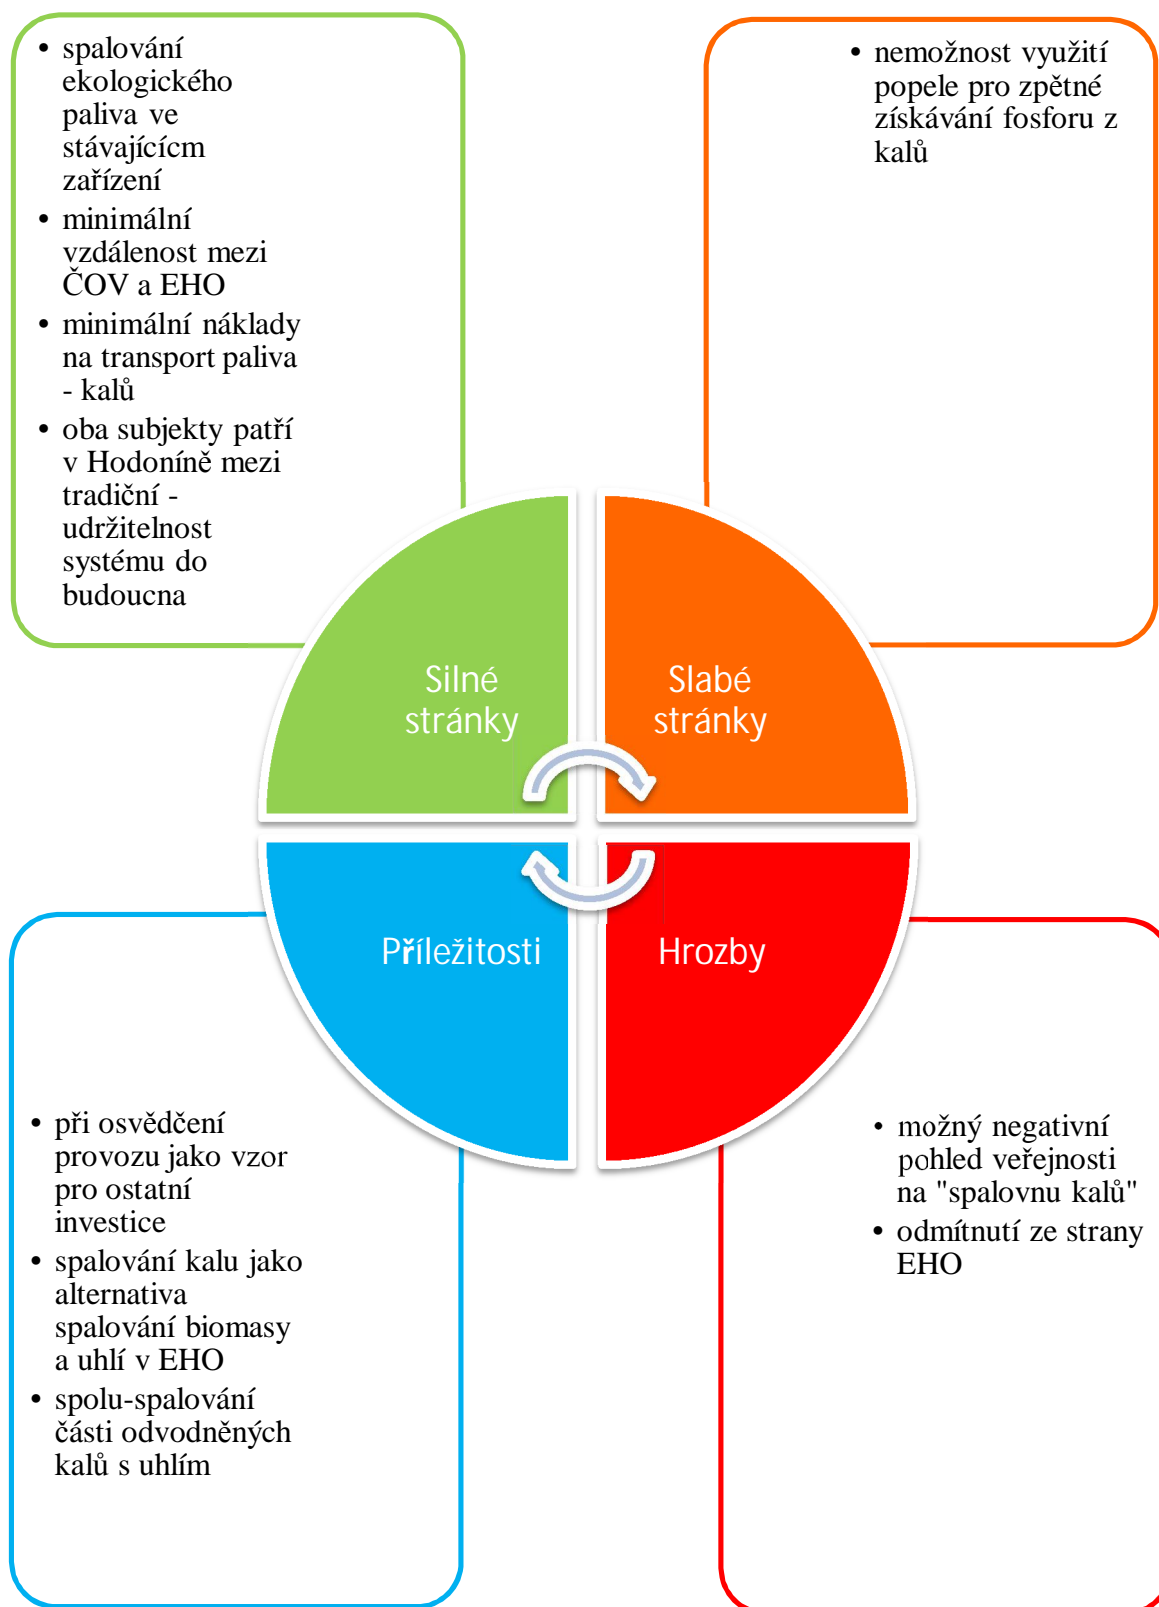 • spalování
ekologického
paliva ve
stávajícícm
zařízení
• minimální
vzdálenost mezi
ČOV a EHO
• minimální náklady
na transport paliva
- kalů
• oba subjekty patří
v Hodoníně mezi
tradiční -
udržitelnost
systému do
budoucna
• nemožnost využití
popele pro zpětné
získávání fosforu z
kalů
Silné
stránky
Slabé
stránky
Příležitosti
Hrozby
• při osvědčení
provozu jako vzor
pro ostatní
investice
• spalování kalu jako
alternativa
spalování biomasy
a uhlí v EHO
• spolu-spalování
části odvodněných
kalů s uhlím
• možný negativní
pohled veřejnosti
na "spalovnu kalů"
• odmítnutí ze strany
EHO